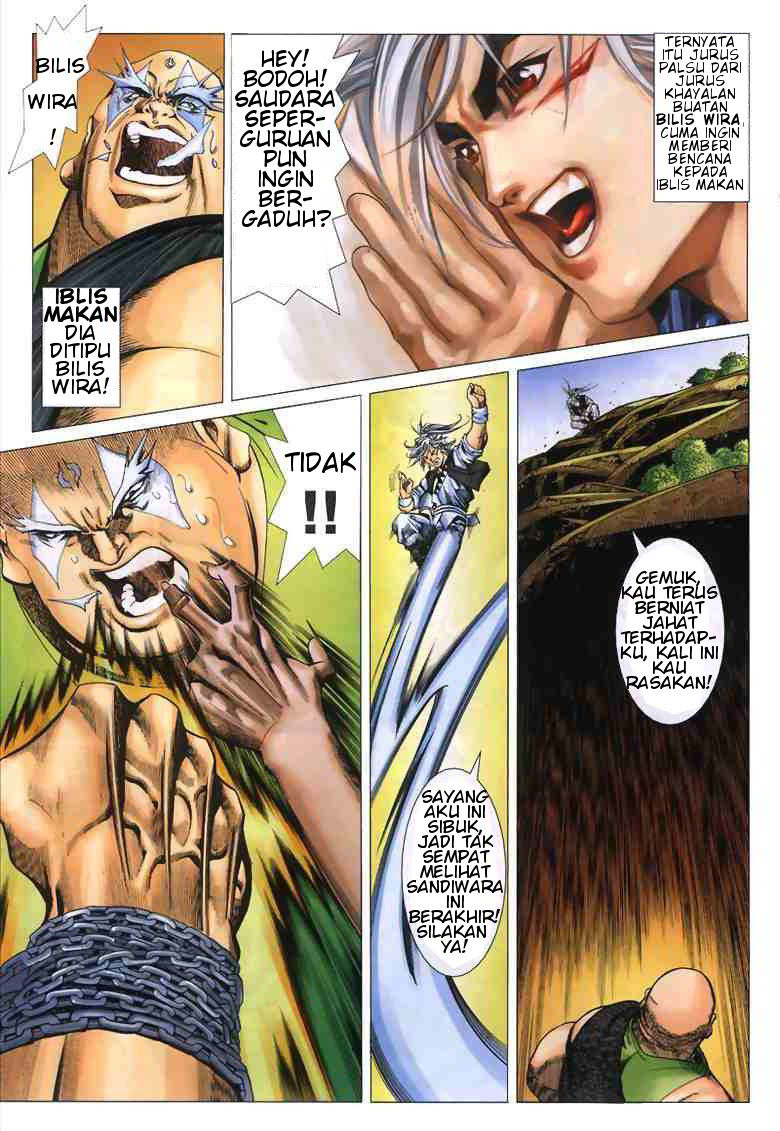 BILIS
WIRA
!
HEY!
BODOH!
SAUDARA
SEPER-
GURUAN
PUN
INGIN
BER-
GADUH?
TERNYATA
ITU JURUS
PALSU DARI
JURUS
KHAYALAN
BUATAN
BILIS WIRA,
CUMA INGIN
MEMBERI
BENCANA
KEPADA
IBLIS MAKAN
IBLIS
MAKAN
DIA
DITIPU
BILIS
WIRA!
TIDAK
!!
SAYANG
AKU INI
SIBUK,
JADI TAK
SEMPAT
MELIHAT
SANDIWARA
INI
BERAKHIR!
SILAKAN
YA!
GEMUK,
KAU TERUS
BERNIAT
JAHAT
TERHADAP-
KU, KALI INI
KAU
RASAKAN!